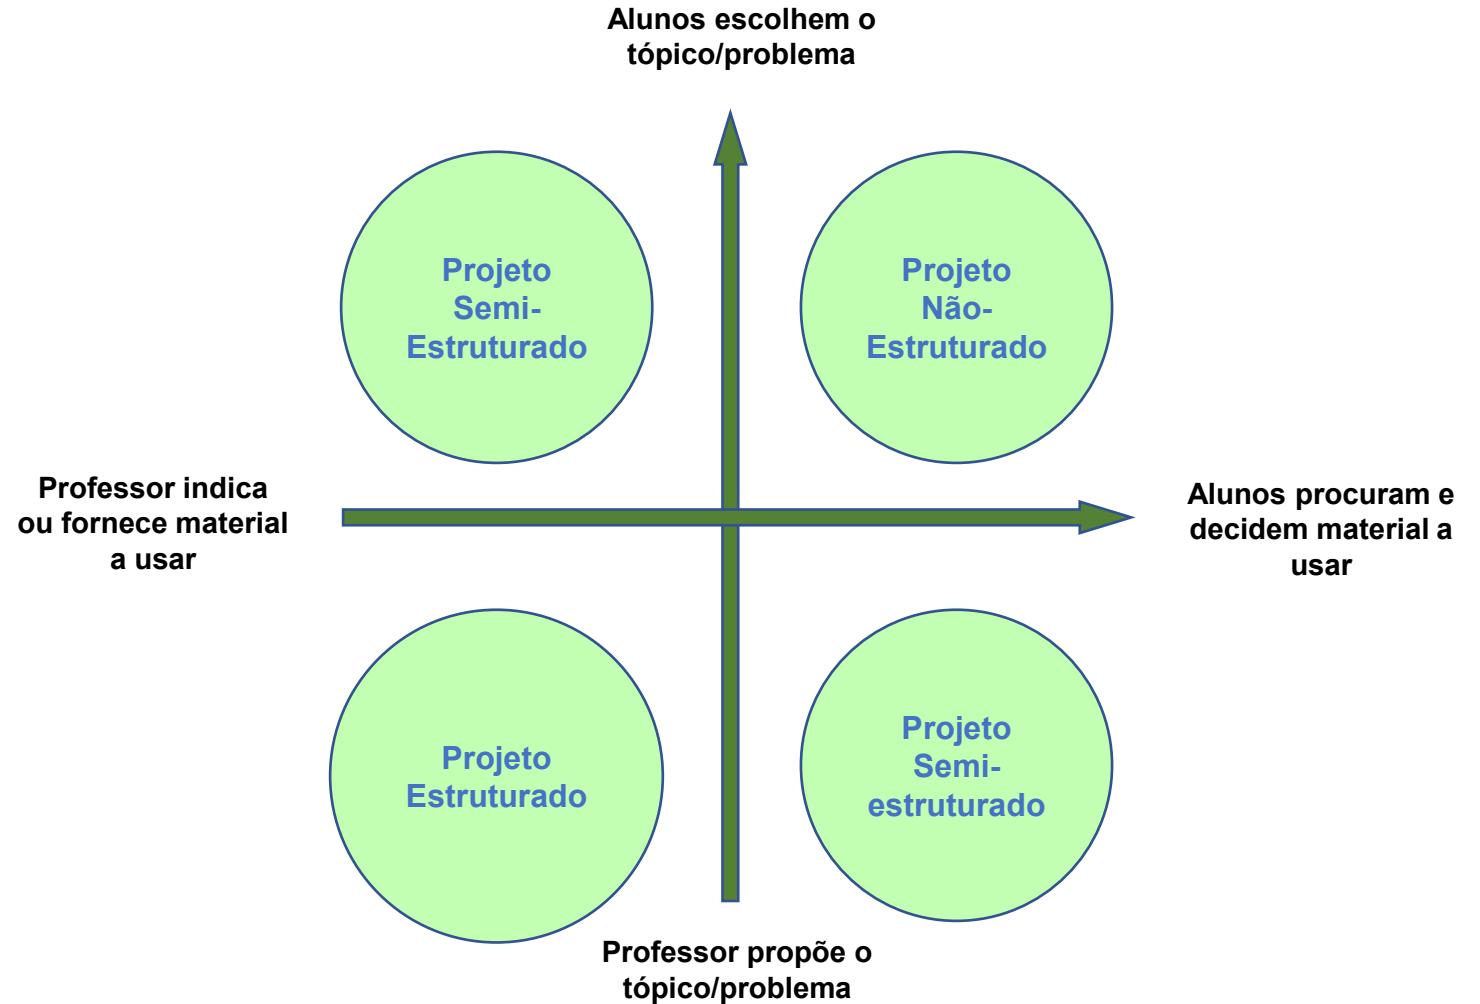 Alunos escolhem o
tópico/problema
Projeto
Semi-
Estruturado
Projeto
Não-
Estruturado
Professor indica
ou fornece material
a usar
Alunos procuram e
decidem material a
usar
Projeto
Estruturado
Projeto
Semi-
estruturado
Professor propõe o
tópico/problema